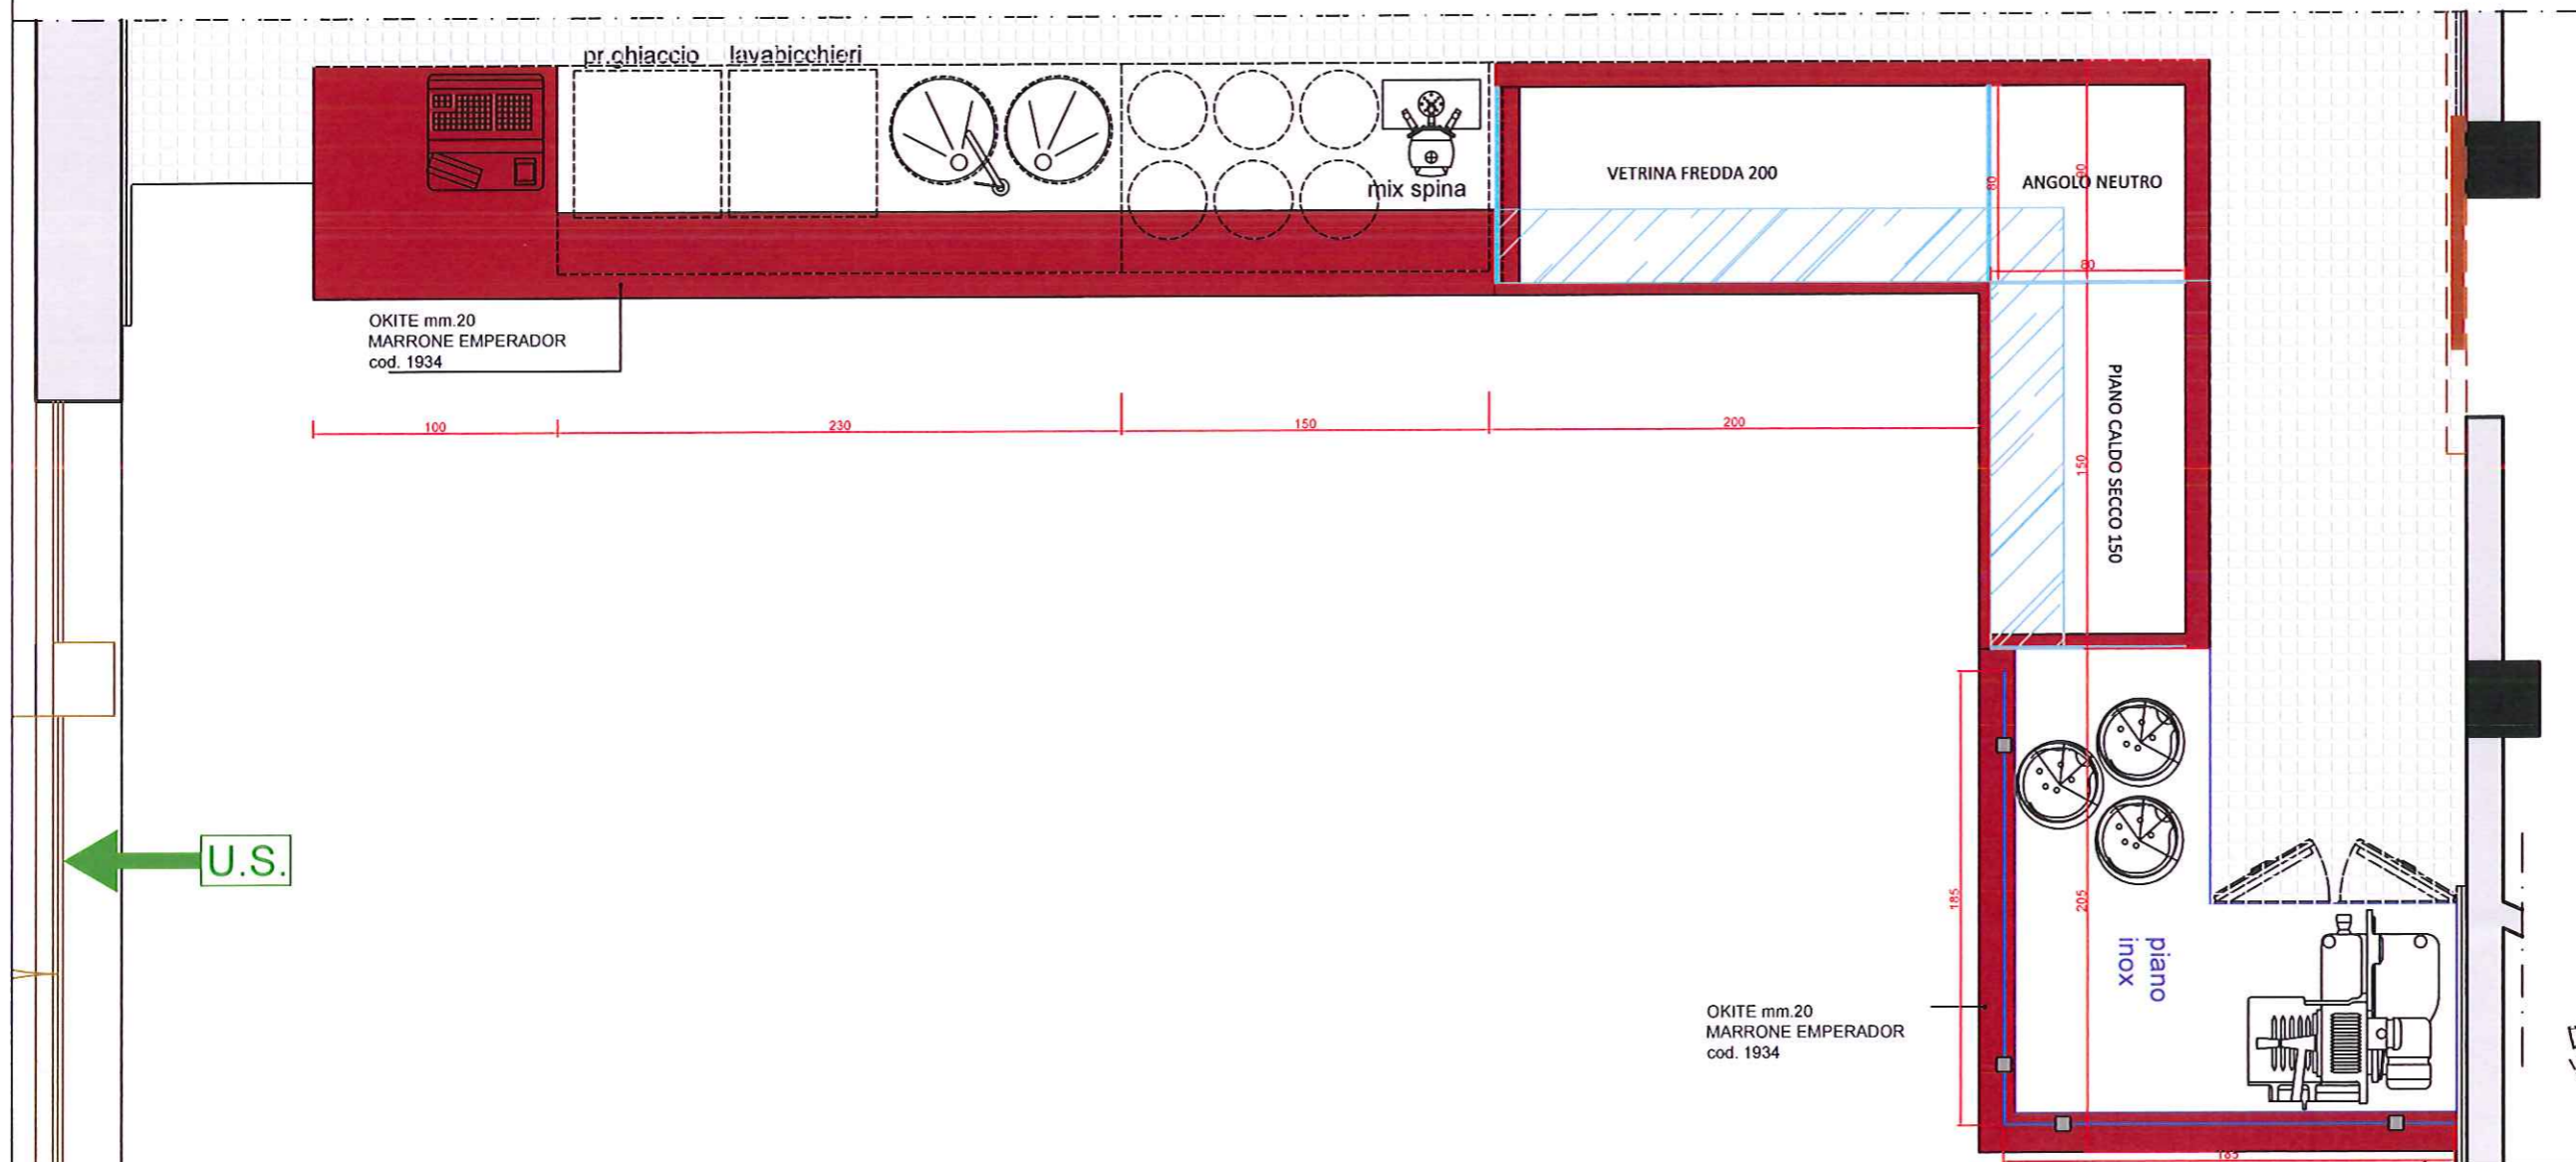 pr.ghiaccio
lavabicchieri
mix spina
VETRINA FREDDA 200
80
80
ANGOLO NEUTRO
80
OKITE mm.20
MARRONE EMPERADOR
cod. 1934
100
230
150
200
150
PIANO CALDO SECCO 150
U.S.
185
205
piano
inox
OKITE mm.20
MARRONE EMPERADOR
cod. 1934